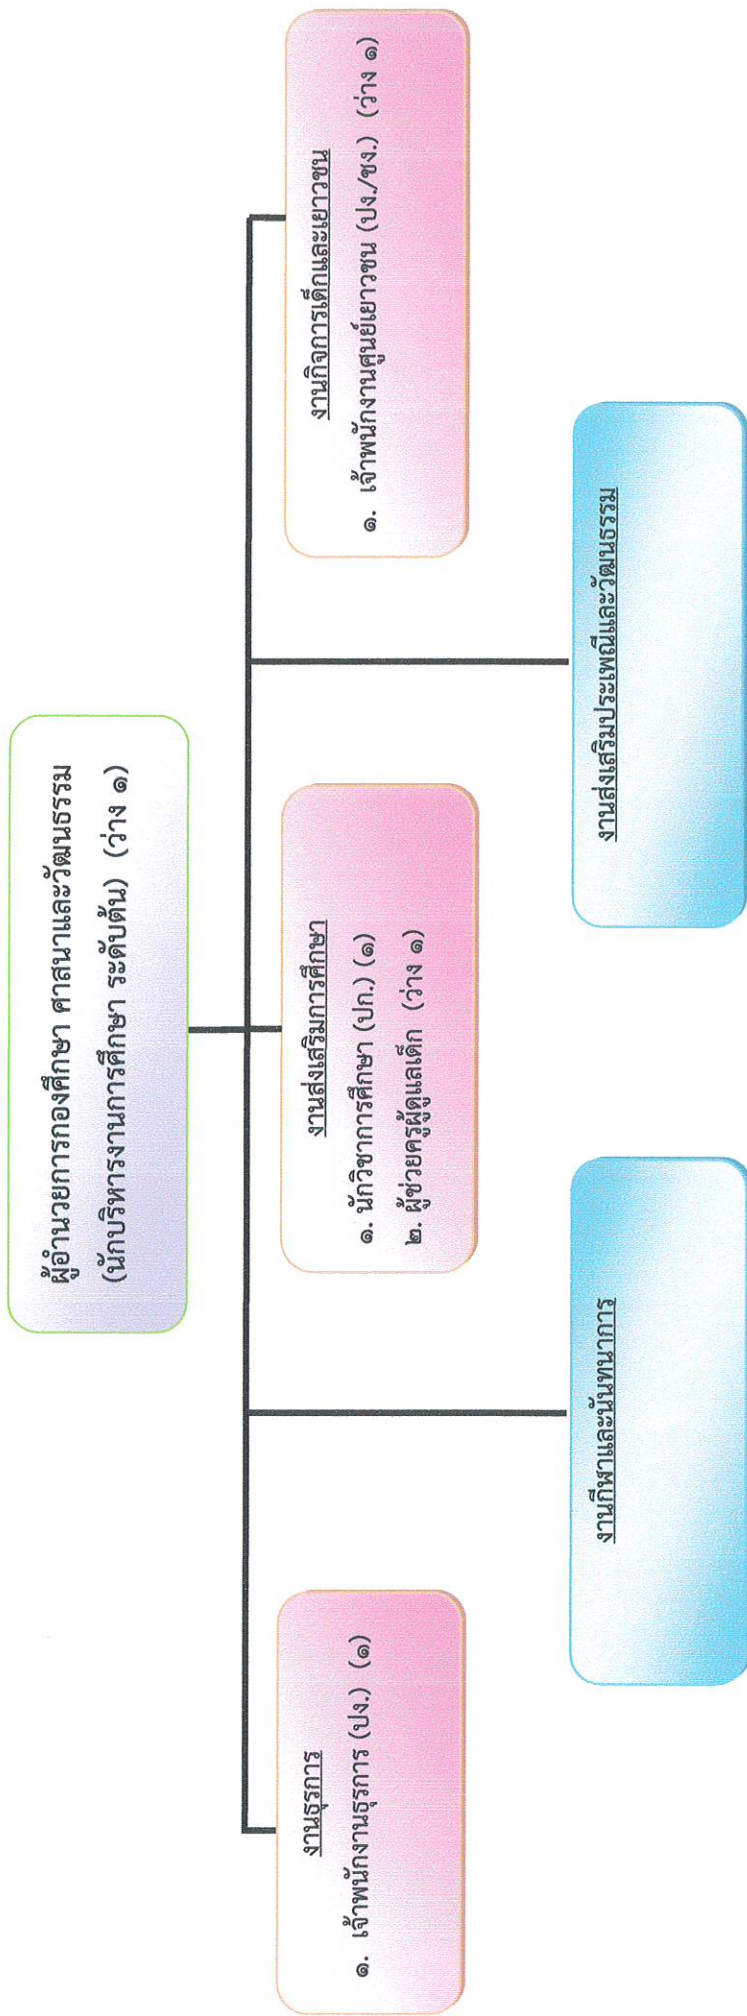 ผู้อำนวยการกองศึกษา ศาสนาและวัฒนธรรม
(นักบริหารงานการศึกษา ระดับต้น) (ว่าง ๑)
งานธุรการ
๑. เจ้าพนักงานธุรการ (ปง.) (๑)
งานส่งเสริมการศึกษา
๑. นักวิชาการศึกษา (ปก.) (๑)
๒. ผู้ช่วยครูผู้ดูแลเด็ก (ว่าง ๑)
งานกิจการเด็กและเยาวชน
๑. เจ้าพนักงานศูนย์เยาวชน (ปง./ชง.) (ว่าง ๑)
งานกีฬาและนันทนาการ
งานส่งเสริมประเพณีและวัฒนธรรม